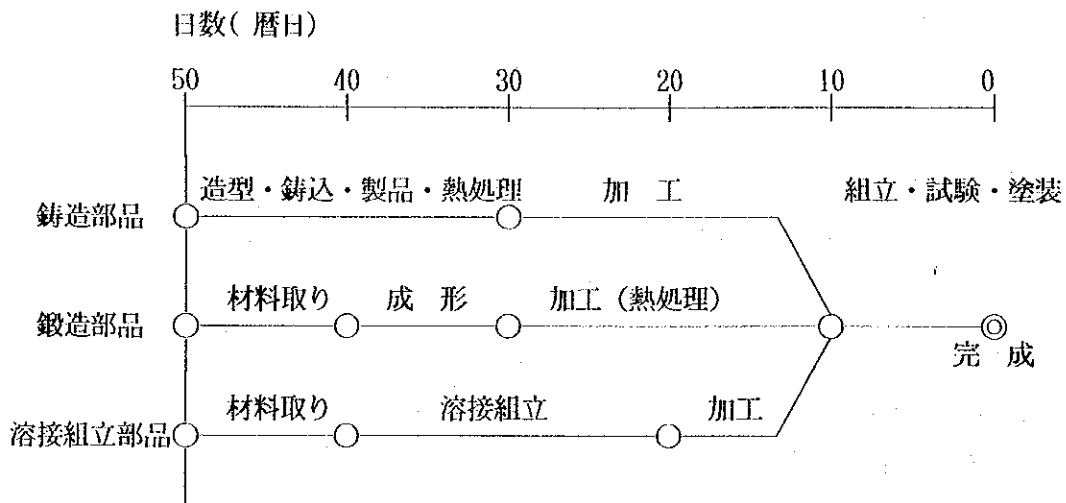 日数(暦日)
50 40 30 20 10 0
造型・鋳込・製品・熱処理 加工 組立・試験・塗装
鋳造部品
材料取り 成形 加工(熱処理)
鍛造部品
完成
材料取り 溶接組立 加工
溶接組立部品